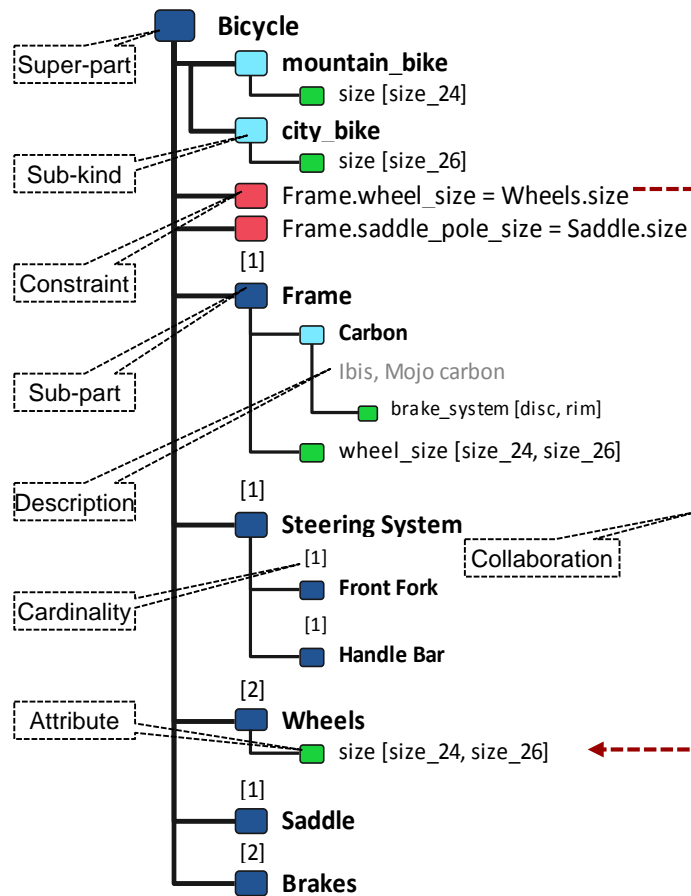 Bicycle
Super-part
mountain_bike
size [size_24]
city_bike
size [size_26]
Sub-kind
Frame.wheel_size = Wheels.size
Frame.saddle_pole_size = Saddle.size
[1]
Constraint
Frame
Carbon
Ibis, Mojo carbon
Sub-part
brake_system [disc, rim]
wheel_size [size_24, size_26]
[1]
Description
Steering System
[1]
Collaboration
Front Fork
Cardinality
[1]
Handle Bar
[2]
Attribute
Wheels
size [size_24, size_26]
[1]
Saddle
[2]
Brakes